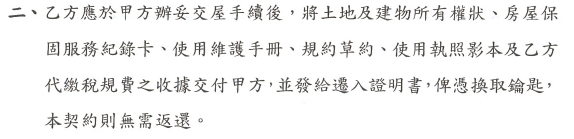 二、乙方應於甲方辦妥交屋手續後，將土地及建物所有權狀、房屋保
固服務紀錄卡、使用維護手冊、規約草約、使用執照影本及乙方
代繳稅規費之收據交付甲方，並發給遷入證明書，俾憑換取鑰匙，
本契約則無需返還。